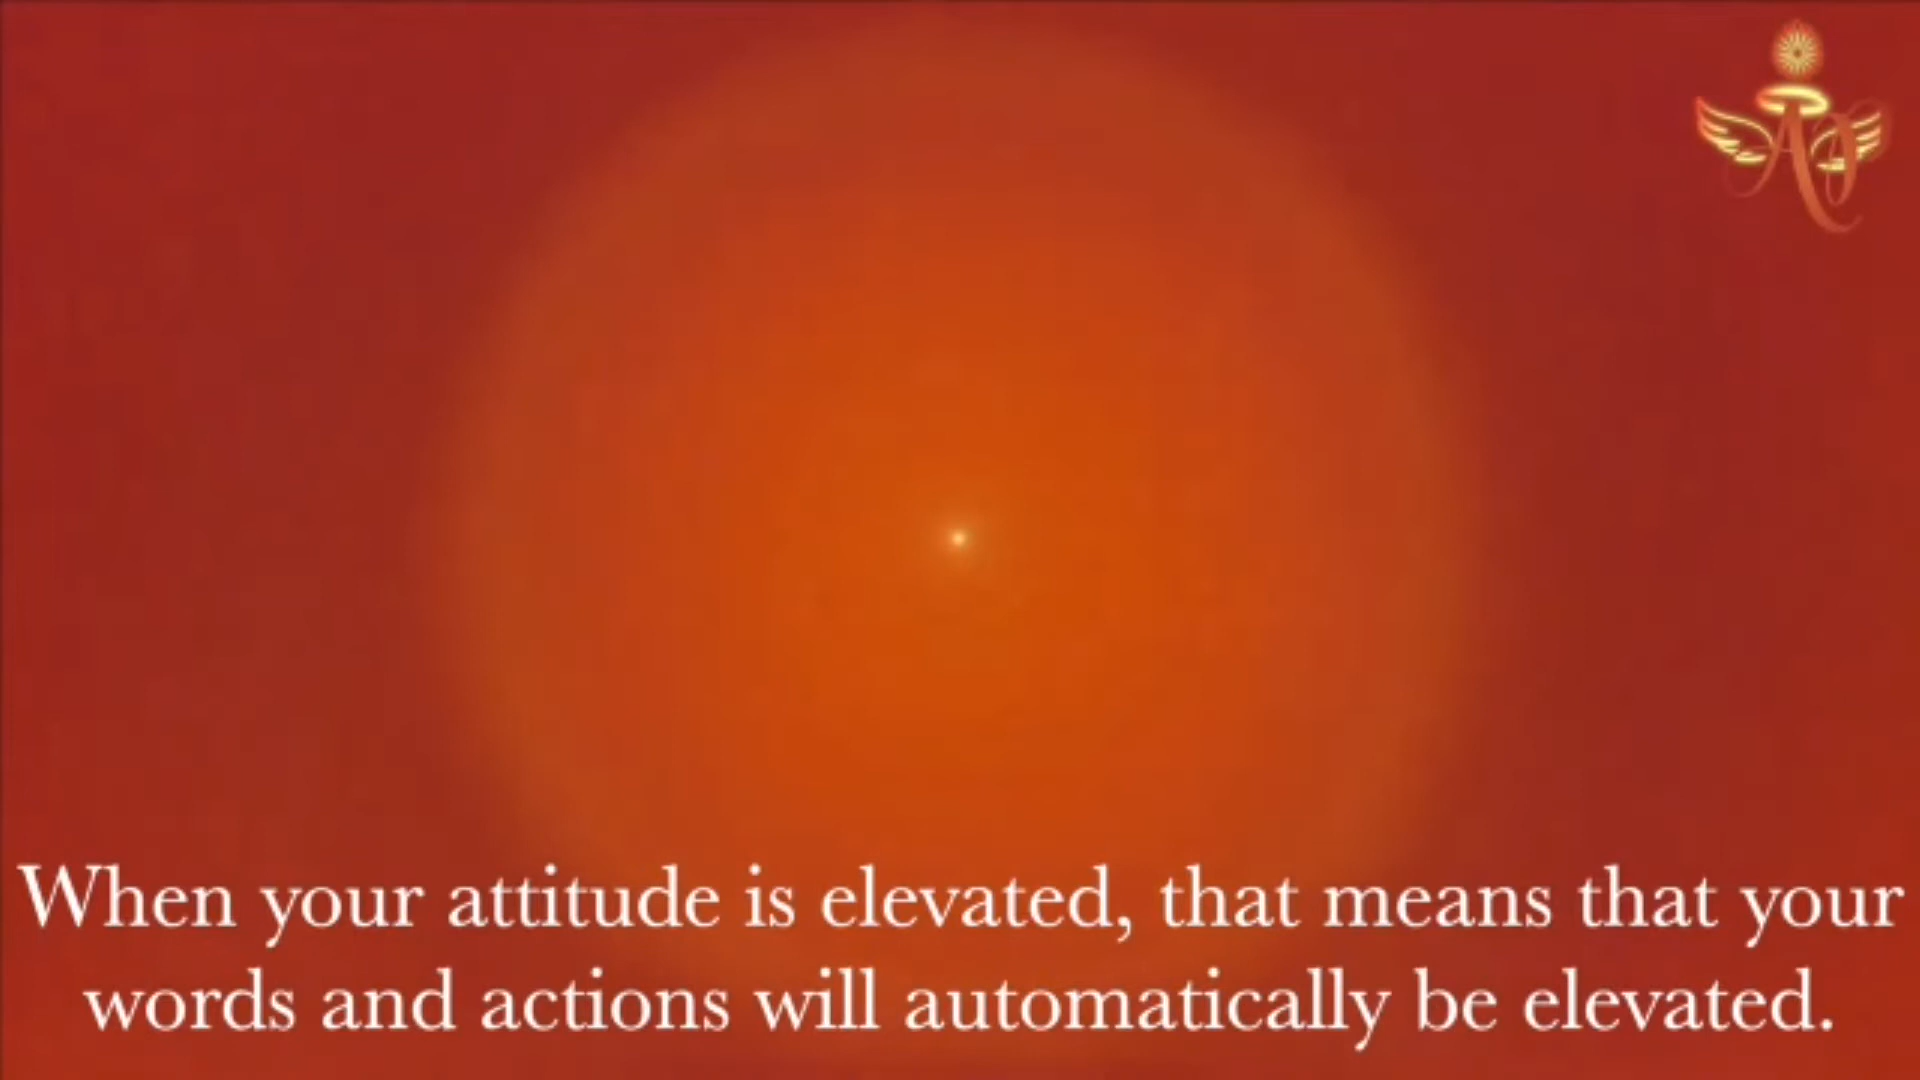 When your attitude is elevated, that means that your
words and actions will automatically be elevated.